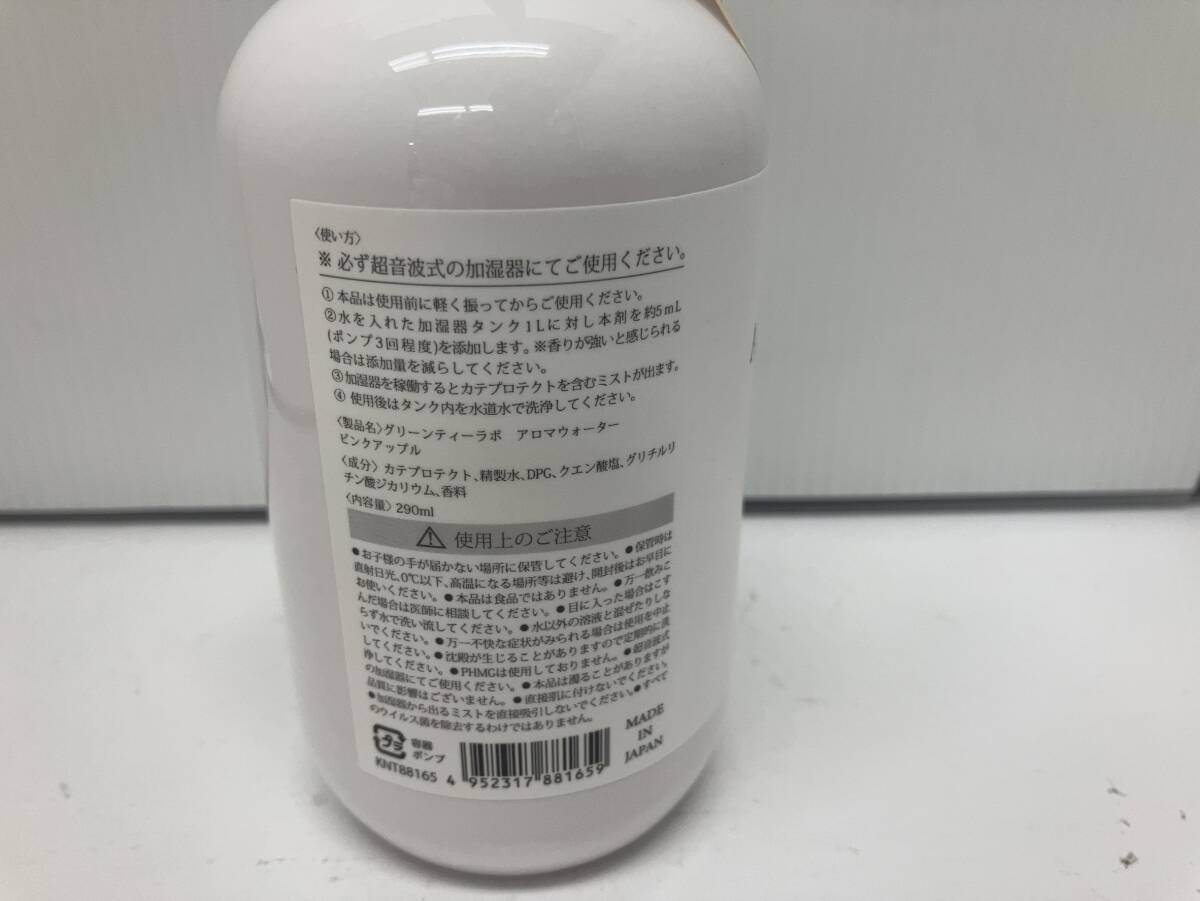 〈使い方〉
※ 必ず超音波式の加湿器にてご使用ください。
① 本品は使用前に軽く振ってからご使用ください。
②水を入れた加湿器タンク1Lに対し本剤を約5mL
(ポンプ3回程度)を添加します。※香りが強いと感じられる
場合は添加量を減らしてください。
③加湿器を稼働するとカテプロテクトを含むミストが出ます。
④ 使用後はタンク内を水道水で洗浄してください。
〈製品名〉グリーンティーラボ アロマウォーター
ピンクアップル
〈成分〉カテプロテクト、精製水、DPG、クエン酸塩、グリチルリ
チン酸ジカリウム、香料
〈内容量〉290ml
使用上のご注意
●お子様の手が届かない場所に保管してください。●保管時は
直射日光、0℃以下、高温になる場所等は避け、開封後はお早目に
お使いください。●本品は食品ではありません。●万一飲みこ
んだ場合は医師に相談してください。●目に入った場合はこす
らず水で洗い流してください。●水以外の溶液と混ぜたりしな
いでください。●万一不快な症状がみられる場合は使用を中止
してください。●沈殿が生じることがありますので定期的に洗
浄してください。●PHMGは使用しておりません。●超音波式
の加湿器にてご使用ください。●本品は濁ることがありますが
品質に影響はございません。●直接肌に付けないでください。
●加湿器から出るミストを直接吸引しないでください。●すべて
のウイルス菌を除去するわけではありません。
プラ
容器
ポンプ
KNT88165
4 952317 881659
MADE
IN
JAPAN